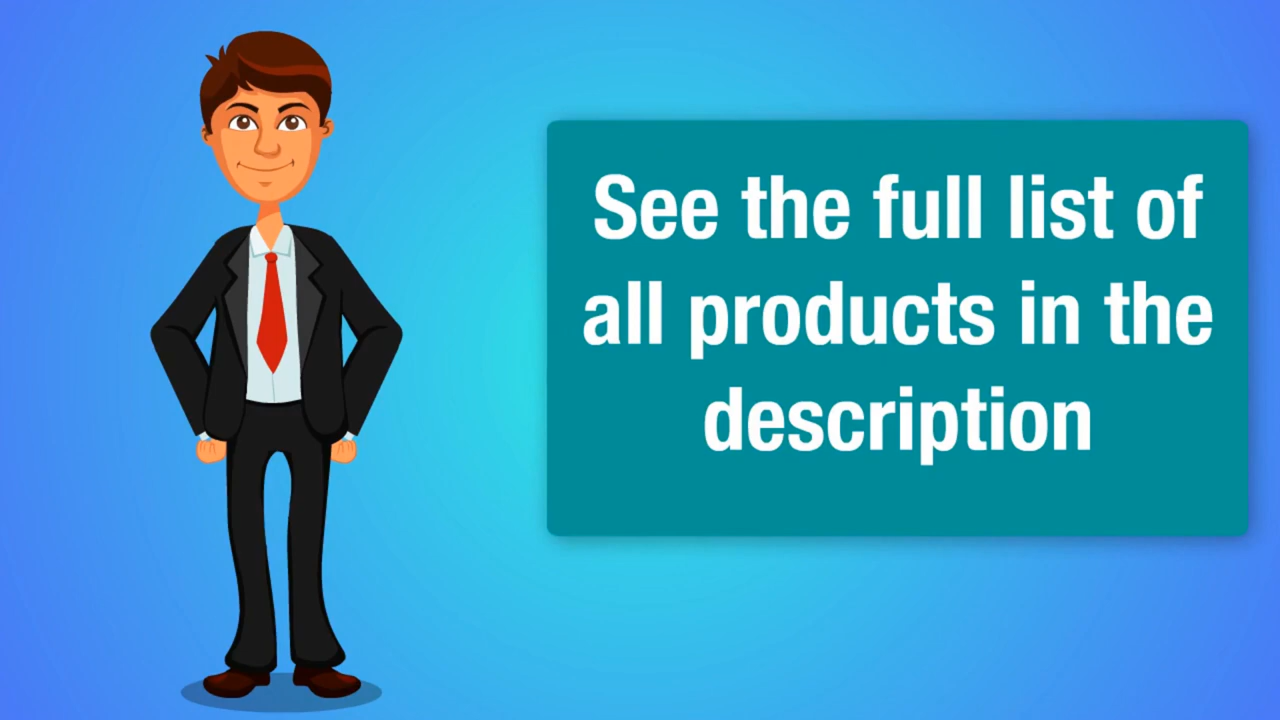 See the full list of
all products in the
description